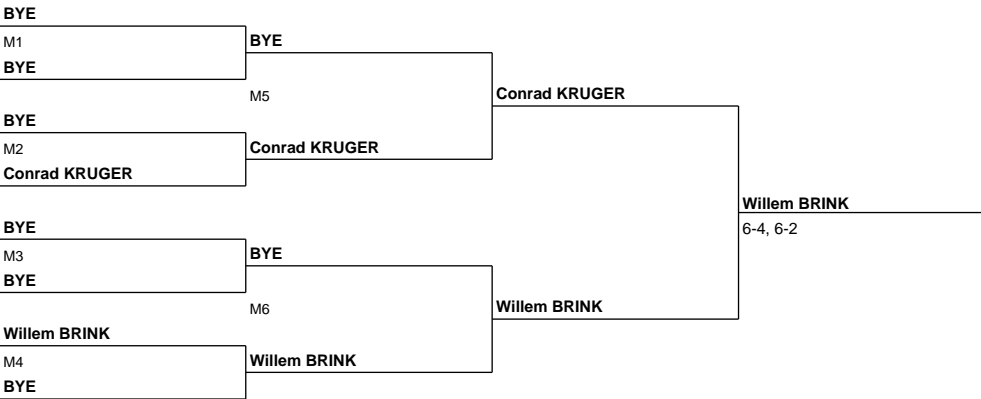 BYE
M1
BYE
BYE
M5
BYE
M2
Conrad KRUGER
Conrad KRUGER
Conrad KRUGER
BYE
M3
BYE
BYE
M6
Willem BRINK
M4
BYE
Willem BRINK
Willem BRINK
Willem BRINK
6-4, 6-2